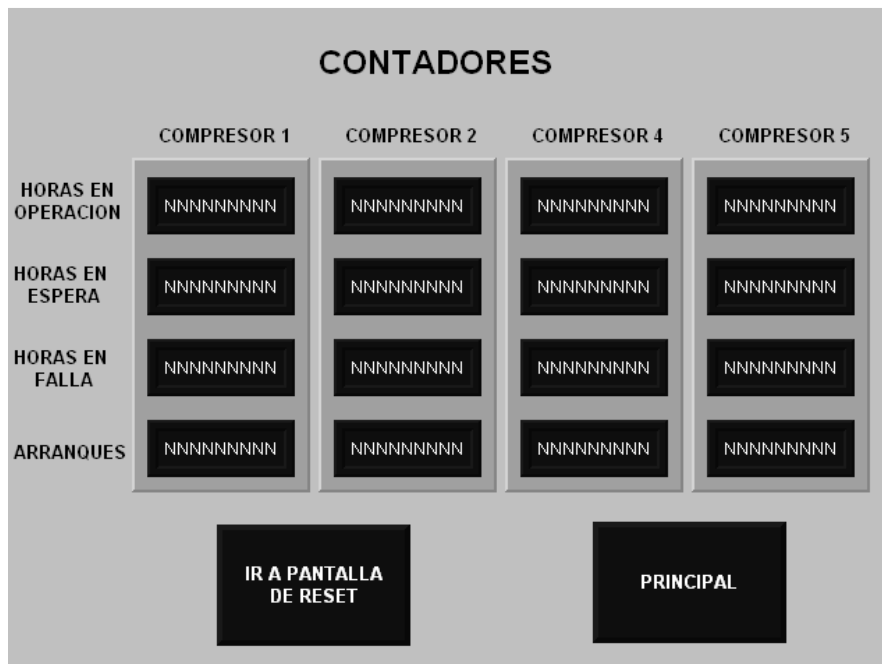 CONTADORES
COMPRESOR 1 COMPRESOR 2 COMPRESOR 4 COMPRESOR 5
HORAS EN
OPERACION NNNNNNNNN NNNNNNNNN NNNNNNNNN NNNNNNNNN
HORAS EN
ESPERA NNNNNNNNN NNNNNNNNN NNNNNNNNN NNNNNNNNN
HORAS EN
FALLA NNNNNNNNN NNNNNNNNN NNNNNNNNN NNNNNNNNN
ARRANQUES NNNNNNNNN NNNNNNNNN NNNNNNNNN NNNNNNNNN
IR A PANTALLA
DE RESET
PRINCIPAL